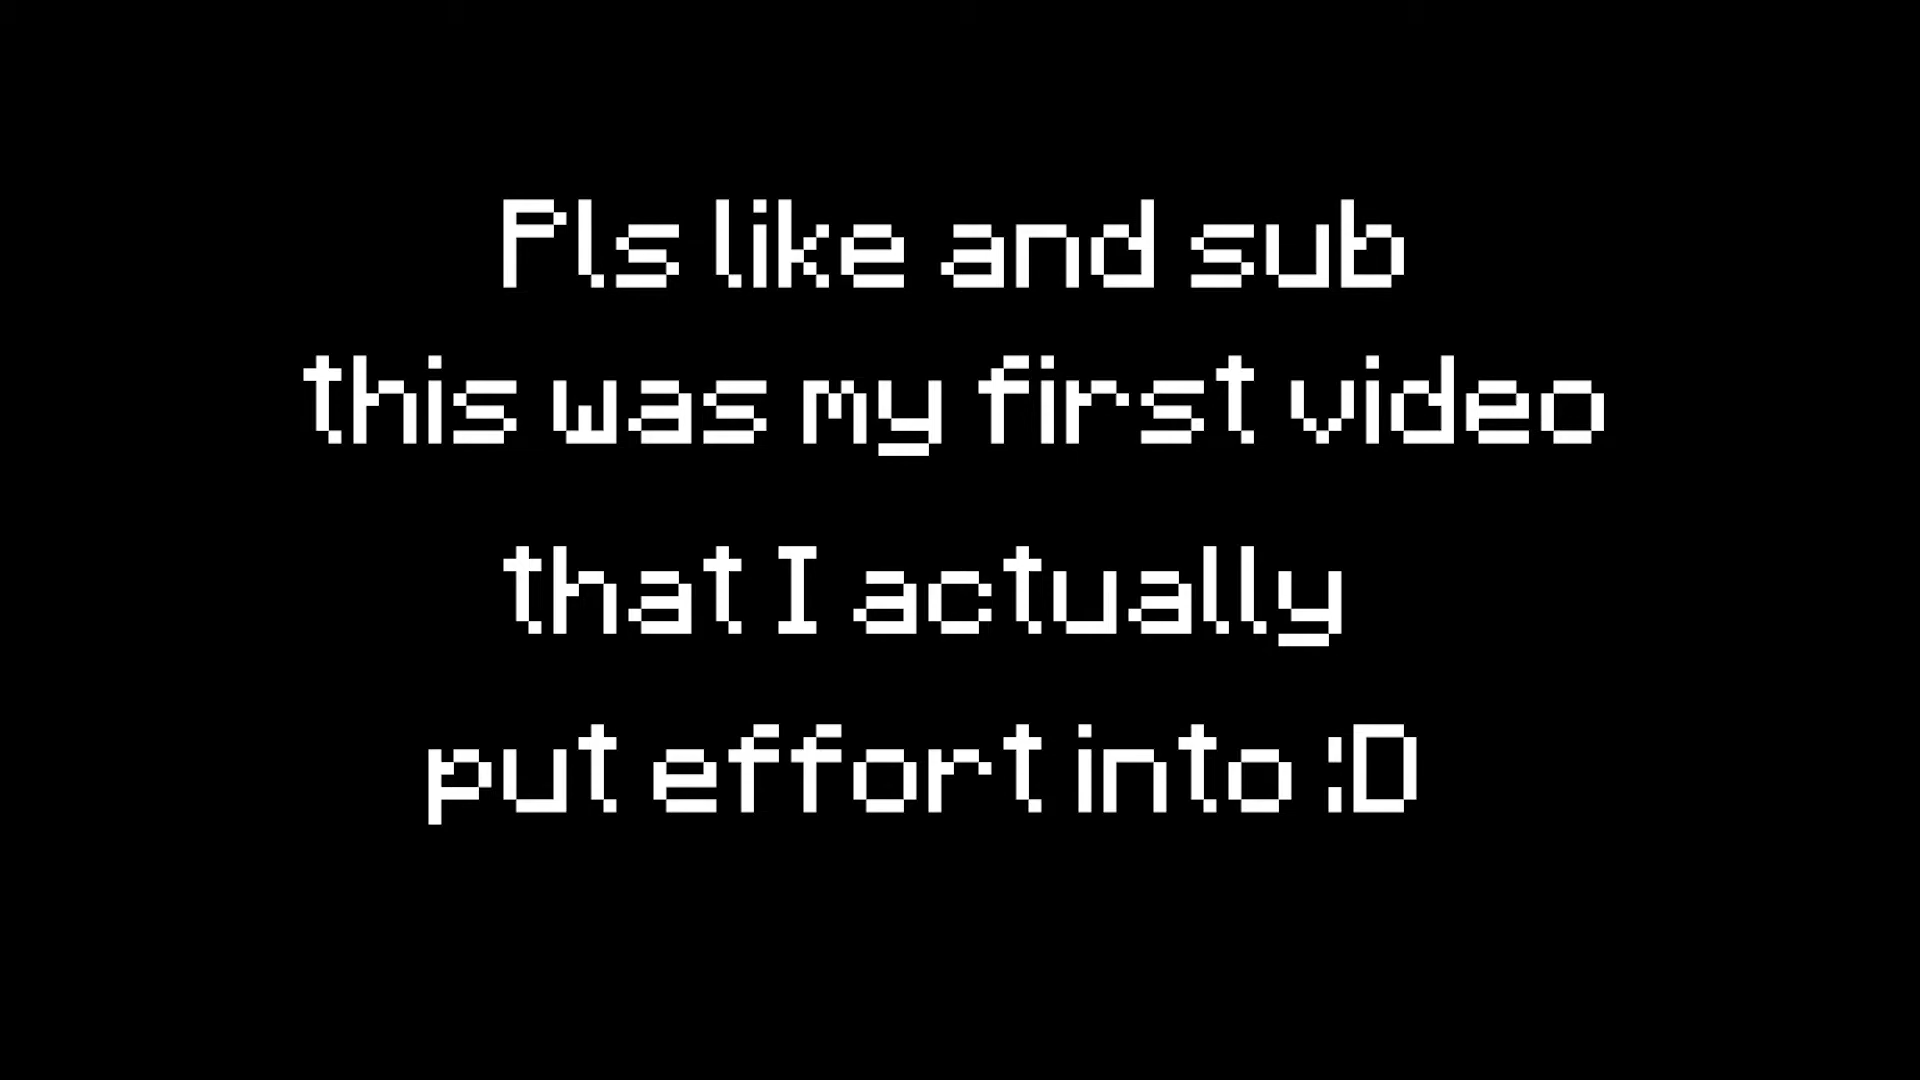 Pls like and sub
this was my first video
that I actually
put effort into :D